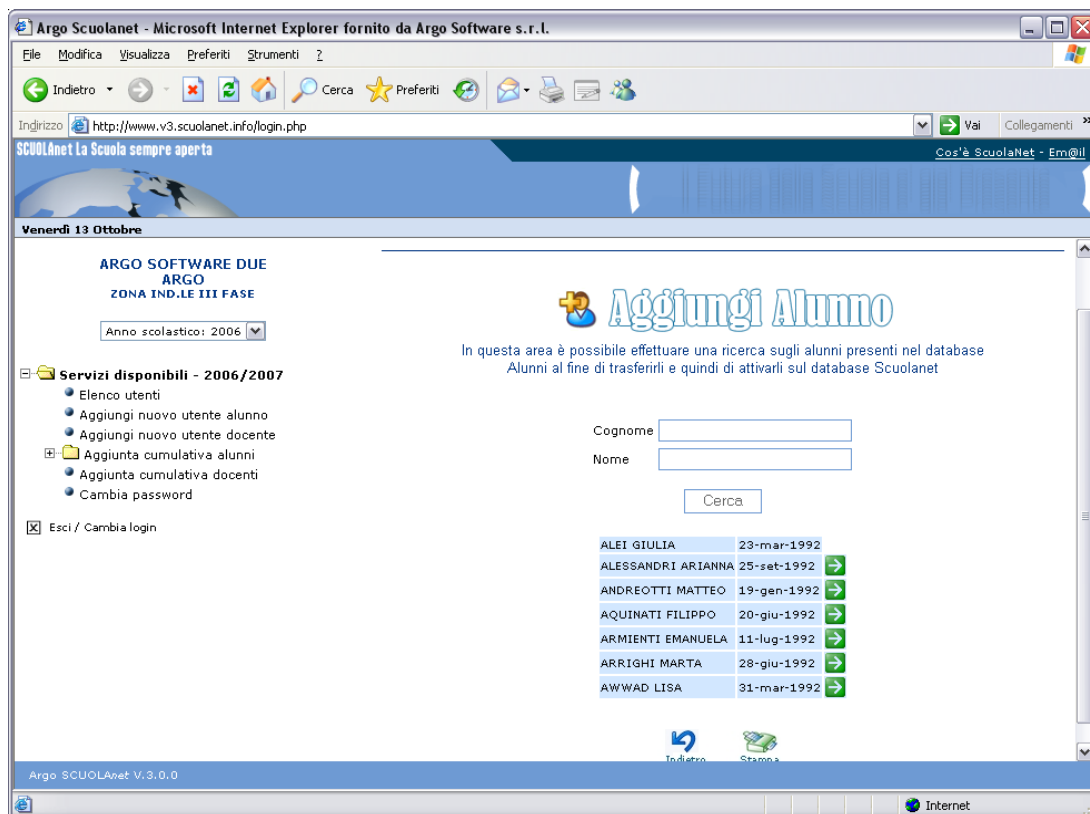 Argo Scuolanet - Microsoft Internet Explorer fornito da Argo Software s.r.l.
File Modifica Visualizza Preferiti Strumenti ?
Indietro Cerca Preferiti
Indirizzo http://www.v3.scuolanet.info/login.php Vai Collegamenti »
SCUOLAnet La Scuola sempre aperta
Cos'è ScuolaNet - Em@il
Venerdì 13 Ottobre
ARGO SOFTWARE DUE
ARGO
ZONA IND.LE III FASE
Anno scolastico: 2006
Servizi disponibili - 2006/2007
Elenco utenti
Aggiungi nuovo utente alunno
Aggiungi nuovo utente docente
Aggiunta cumulativa alunni
Aggiunta cumulativa docenti
Cambia password
Esci / Cambia login
Aggiungi Alunno
In questa area è possibile effettuare una ricerca sugli alunni presenti nel database
Alunni al fine di trasferirli e quindi di attivarli sul database Scuolanet
Cognome
Nome
Cerca
ALEI GIULIA 23-mar-1992
ALESSANDRI ARIANNA 25-set-1992
ANDREOTTI MATTEO 19-gen-1992
AQUINATI FILIPPO 20-giu-1992
ARMIENTI EMANUELA 11-lug-1992
ARRIGHI MARTA 28-giu-1992
AWWAD LISA 31-mar-1992
Indietro Stampa
Argo SCUOLAnet V.3.0.0
Internet